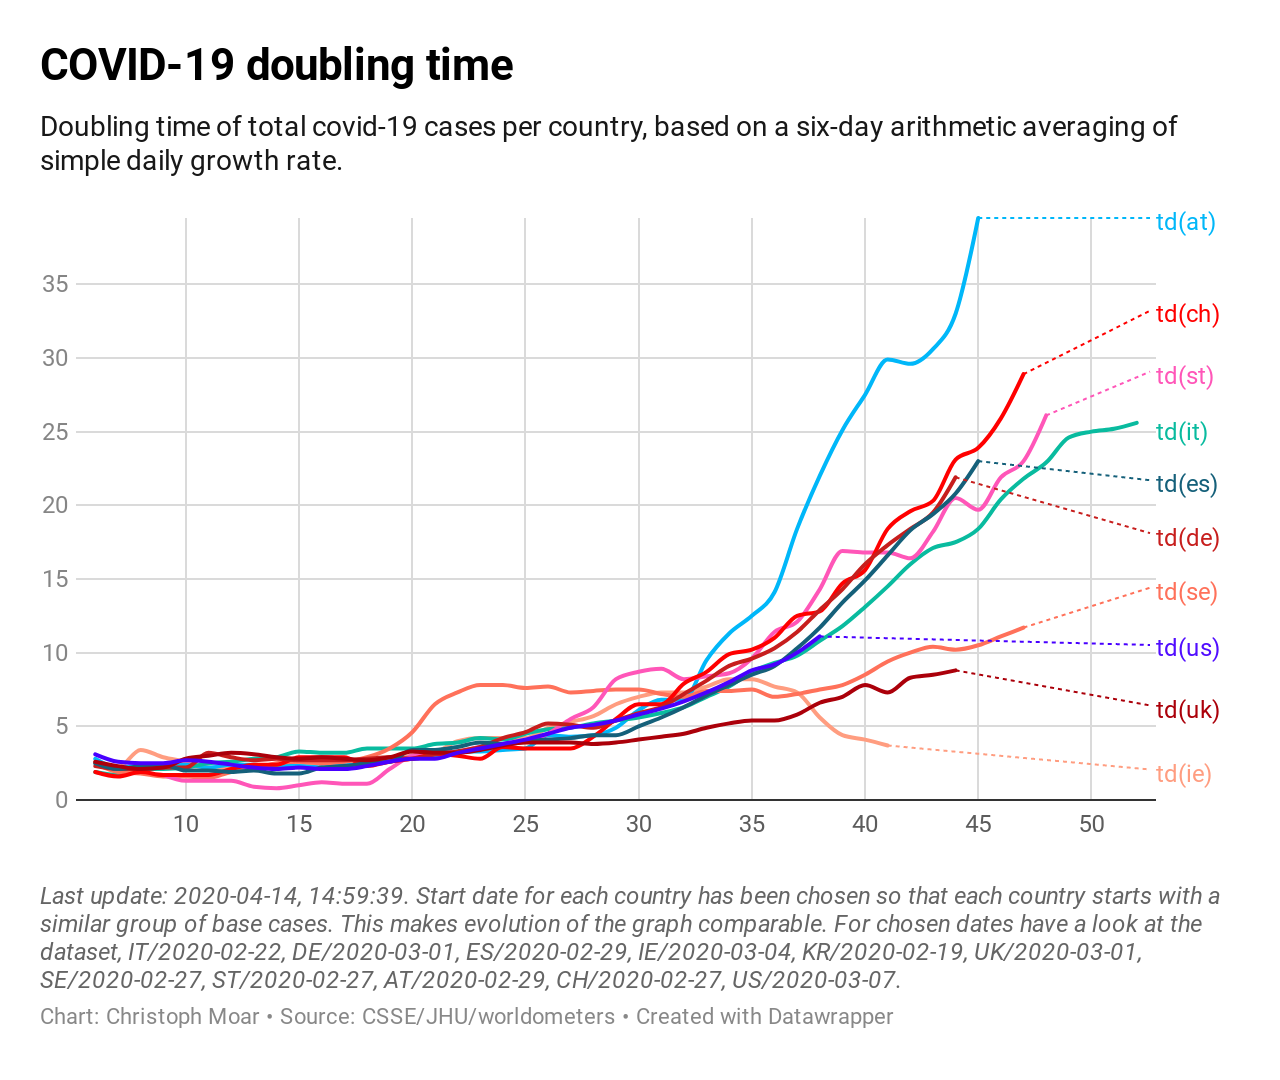 COVID-19 doubling time
Doubling time of total covid-19 cases per country, based on a six-day arithmetic averaging of
simple daily growth rate.
td(at)
35
td(ch)
30
td(st)
25
td(it)
td(es)
20
td(de)
15
td(se)
10
td(us)
5
td(uk)
td(ie)
0
10 15 20 25 30 35 40 45 50
Last update: 2020-04-14, 14:59:39. Start date for each country has been chosen so that each country starts with a
similar group of base cases. This makes evolution of the graph comparable. For chosen dates have a look at the
dataset, IT/2020-02-22, DE/2020-03-01, ES/2020-02-29, IE/2020-03-04, KR/2020-02-19, UK/2020-03-01,
SE/2020-02-27, ST/2020-02-27, AT/2020-02-29, CH/2020-02-27, US/2020-03-07.
Chart: Christoph Moar • Source: CSSE/JHU/worldometers • Created with Datawrapper